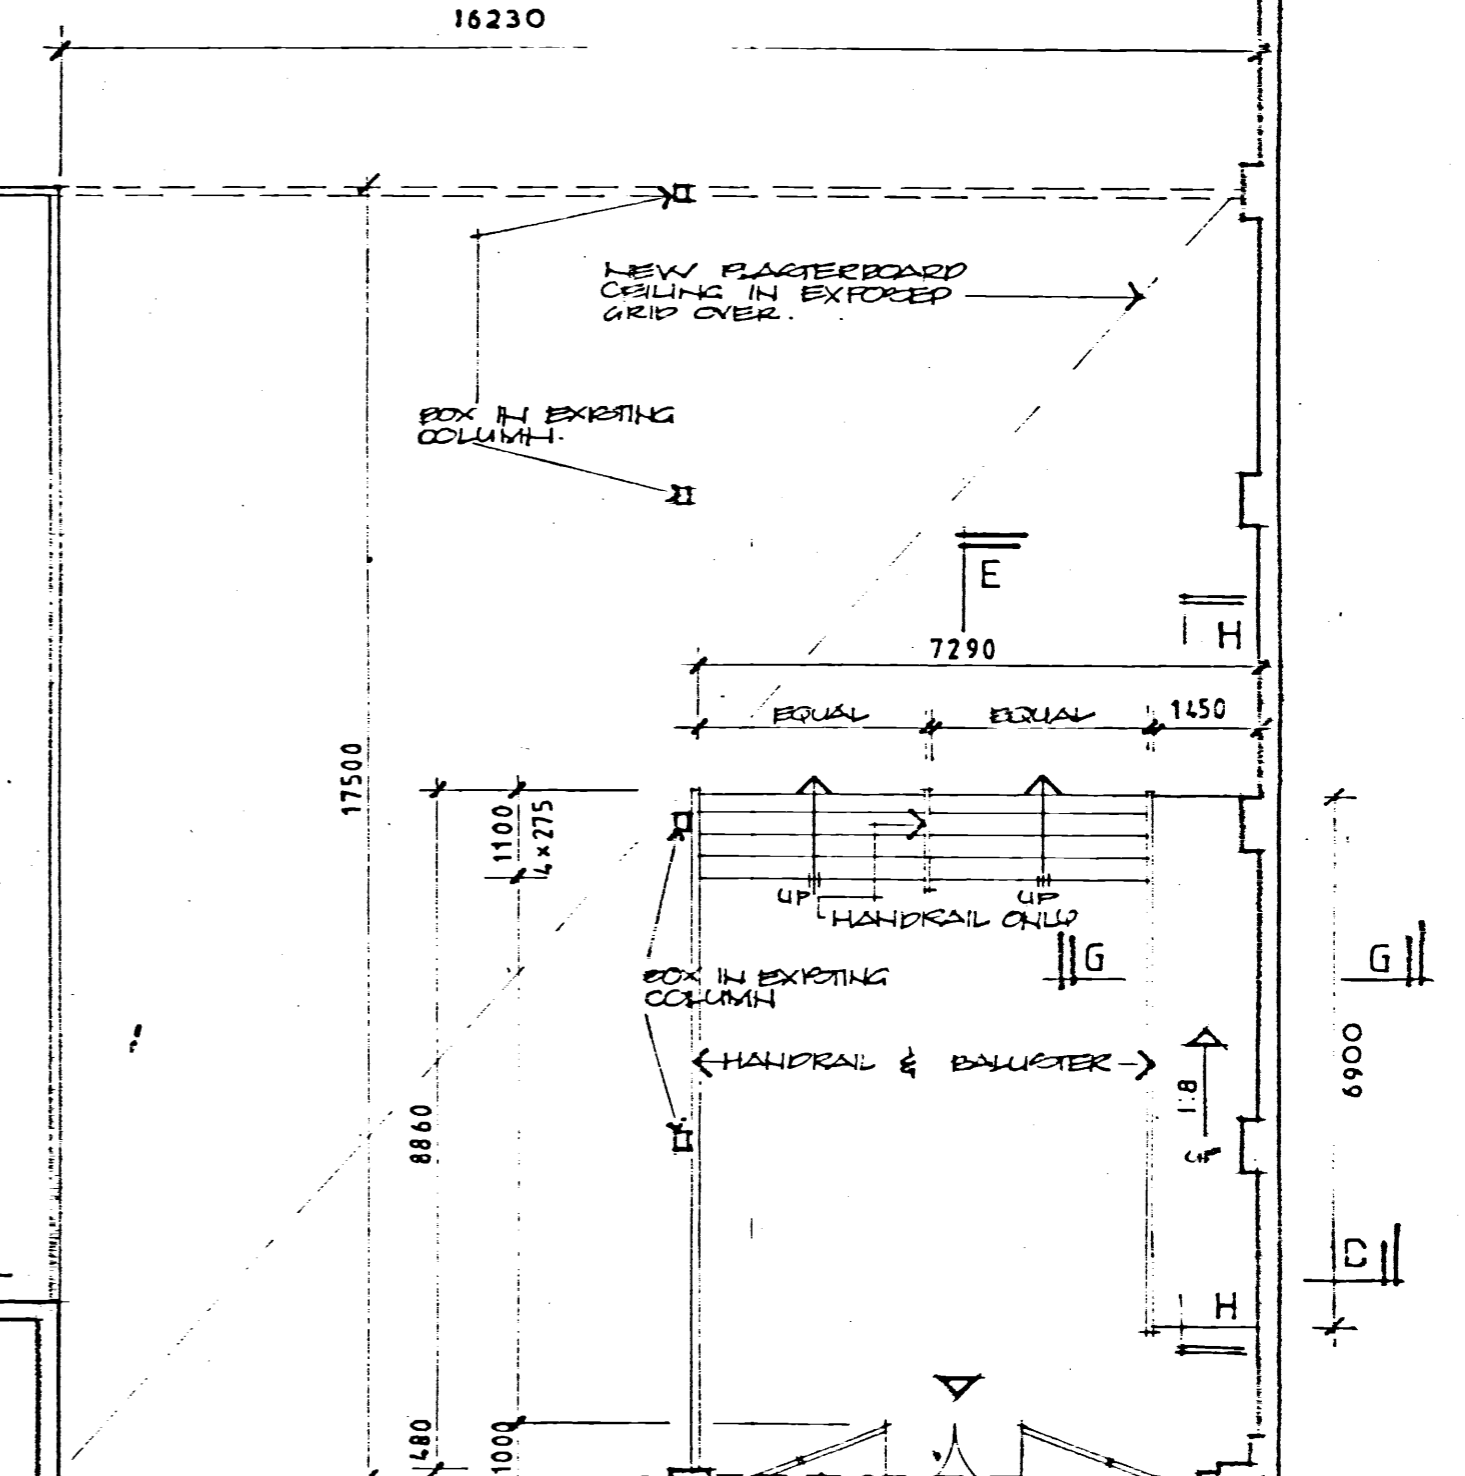 16230
NEW PLASTERBOARD
CEILING IN EXPOSED
GRID OVER.
BOX IN EXISTING
COLUMN.
E
H
7290
EQUAL EQUAL 1450
17500
1100
4 x 275
UP UP
HANDRAIL ONLY
G G
BOX IN EXISTING
COLUMN
HANDRAIL & BALUSTER
1:8
6900
8860
D
H
480
1000